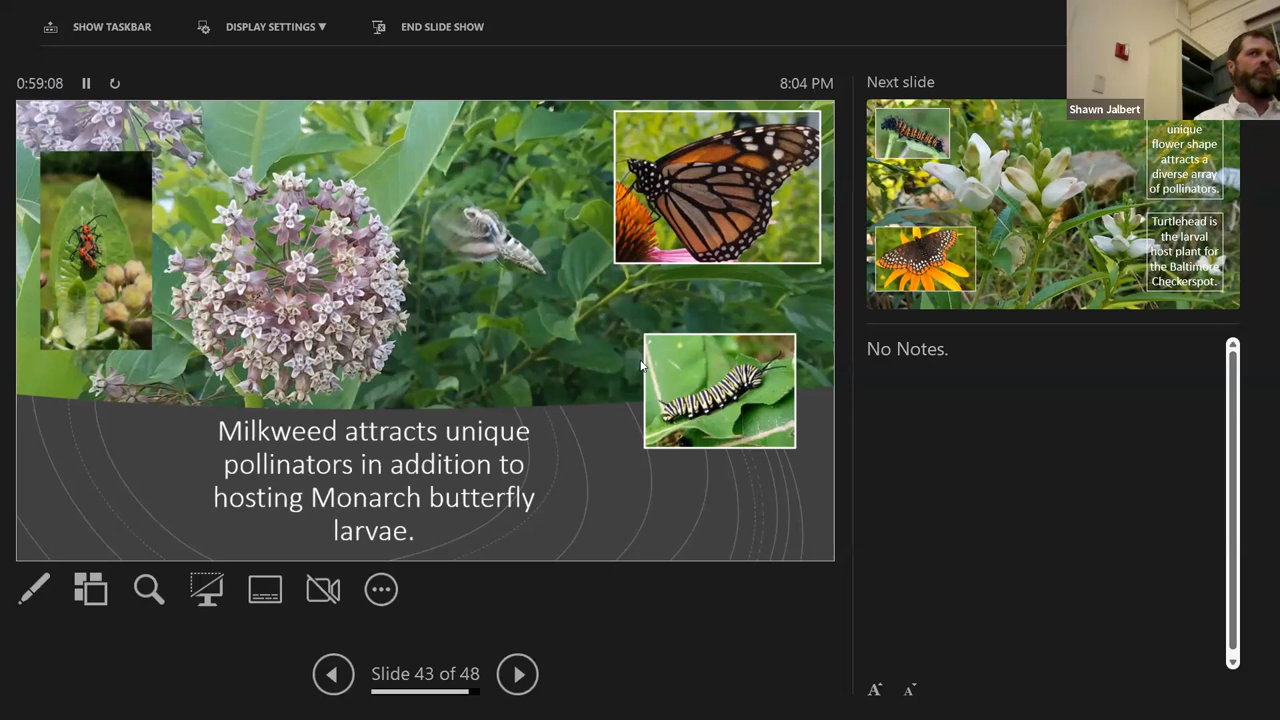 SHOW TASKBAR
DISPLAY SETTINGS ▼
END SLIDE SHOW
0:59:08
8:04 PM
Next slide
Shawn Jalbert
Milkweed attracts unique
pollinators in addition to
hosting Monarch butterfly
larvae.
unique
flower shape
attracts a
diverse array
of pollinators.
Turtlehead is
the larval
host plant for
the Baltimore
Checkerspot.
No Notes.
Slide 43 of 48
A A